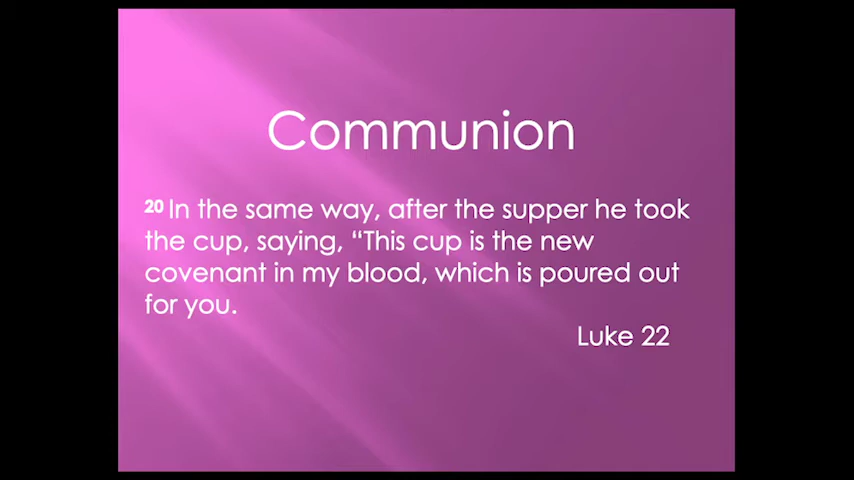 Communion
20 In the same way, after the supper he took
the cup, saying, “This cup is the new
covenant in my blood, which is poured out
for you.
Luke 22